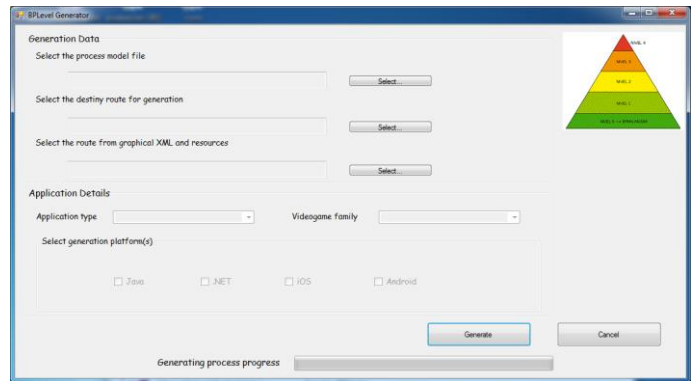 BPLevel Generator
Generation Data
Select the process model file
Select...
Select the destiny route for generation
Select...
Select the route from graphical XML and resources
Select...
Application Details
Application type
Videogame family
Select generation platform(s)
Java
.NET
iOS
Android
Generate
Cancel
Generating process progress